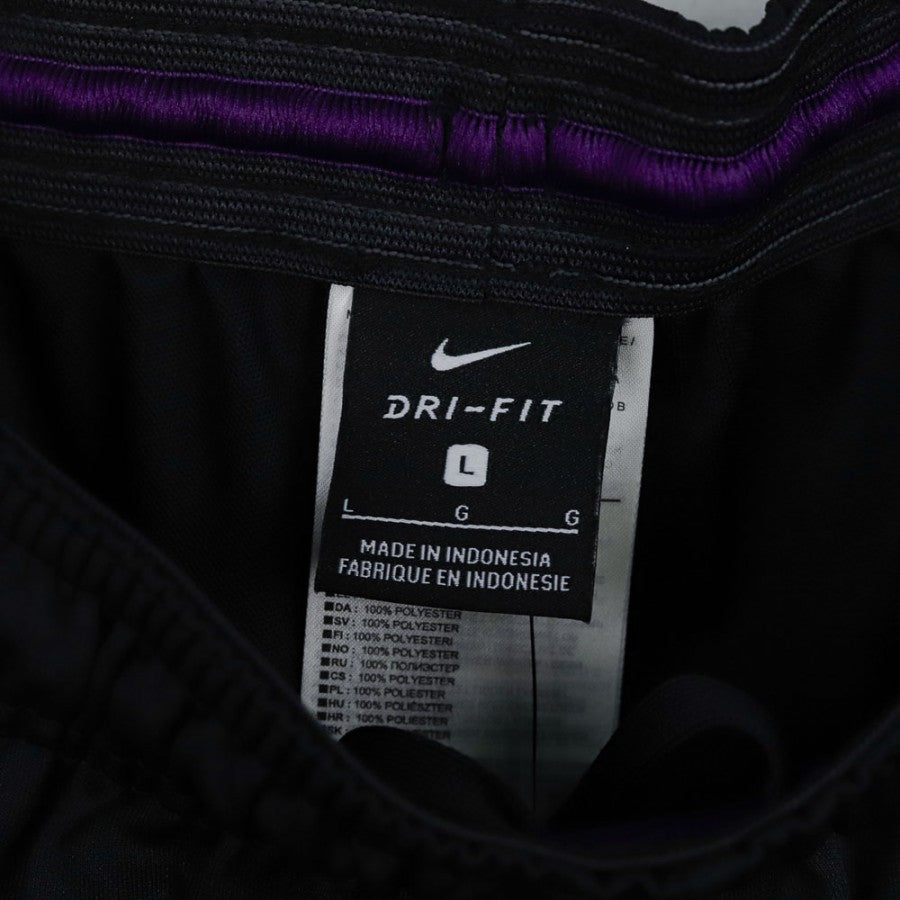 DRI-FIT
L
L G G
MADE IN INDONESIA
FABRIQUE EN INDONESIE
DA : 100% POLYESTER
SV : 100% POLYESTER
FI : 100% POLYESTERI
NO : 100% POLYESTER
RU : 100% ПОЛИЭСТЕР
CS : 100% POLYESTER
PL : 100% POLIESTER
HU : 100% POLIÉSZTER
HR : 100% POLIESTER
SK